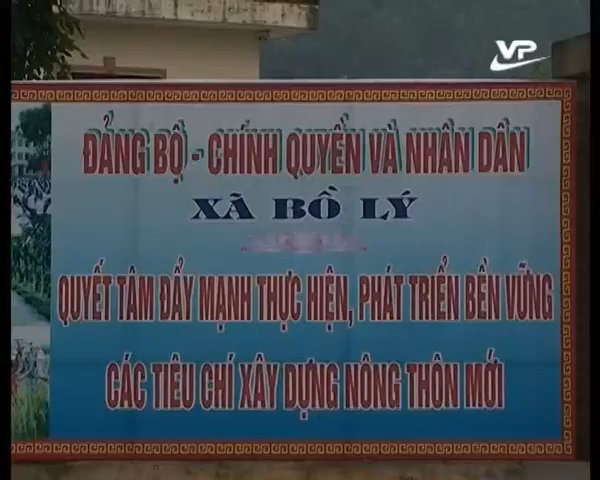 VP
ĐẢNG BỘ - CHÍNH QUYỀN VÀ NHÂN DÂN
XÃ BỒ LÝ
QUYẾT TÂM ĐẨY MẠNH THỰC HIỆN, PHÁT TRIỂN BỀN VỮNG
CÁC TIÊU CHÍ XÂY DỰNG NÔNG THÔN MỚI